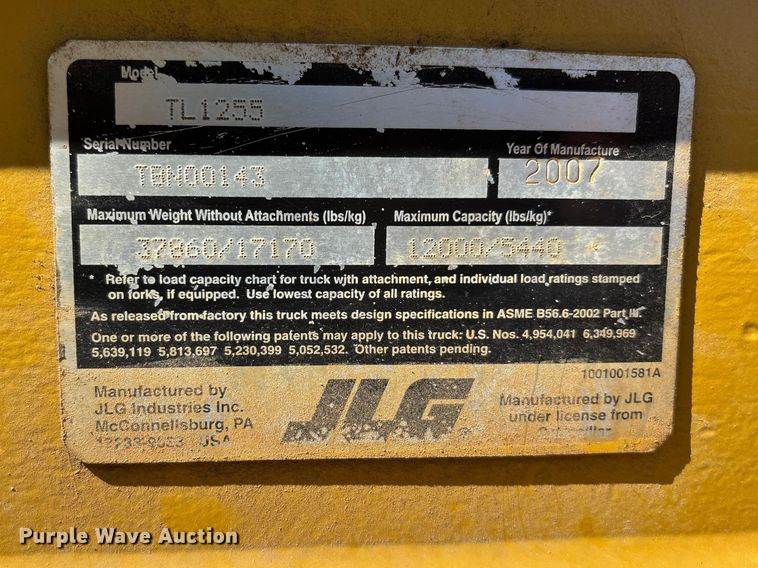 Model
TL1255
Serial Number
TBN00143
Year Of Manufacture
2007
Maximum Weight Without Attachments (lbs/kg)
37860/17170
Maximum Capacity (lbs/kg)*
12000/5440 *
* Refer to load capacity chart for truck with attachment, and individual load ratings stamped
on forks, if equipped. Use lowest capacity of all ratings.
As released from factory this truck meets design specifications in ASME B56.6-2002 Part III.
One or more of the following patents may apply to this truck: U.S. Nos. 4,954,041 6,349,969
5,639,119 5,813,697 5,230,399 5,052,532. Other patents pending.
1001001581A
Manufactured by
JLG Industries Inc.
McConnellsburg, PA
17233-9533 USA
JLG®
Manufactured by JLG
under license from
Caterpillar
Purple Wave Auction